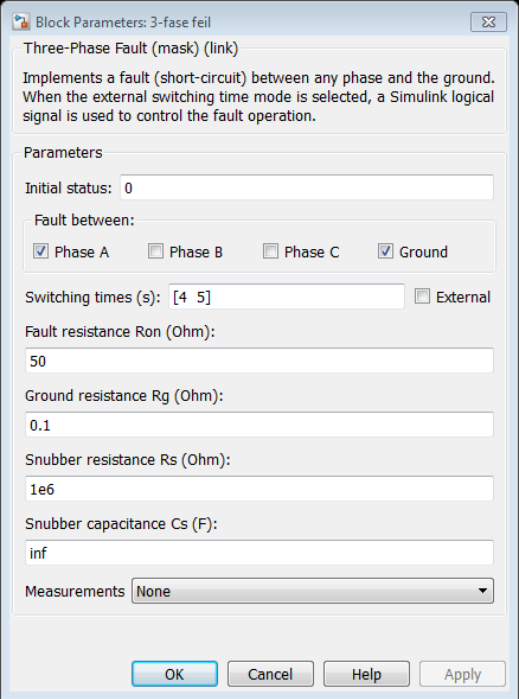 Block Parameters: 3-fase feil
Three-Phase Fault (mask) (link)
Implements a fault (short-circuit) between any phase and the ground.
When the external switching time mode is selected, a Simulink logical
signal is used to control the fault operation.
Parameters
Initial status: 0
Fault between:
Phase A Phase B Phase C Ground
Switching times (s): [4 5] External
Fault resistance Ron (Ohm):
50
Ground resistance Rg (Ohm):
0.1
Snubber resistance Rs (Ohm):
1e6
Snubber capacitance Cs (F):
inf
Measurements None
OK Cancel Help Apply